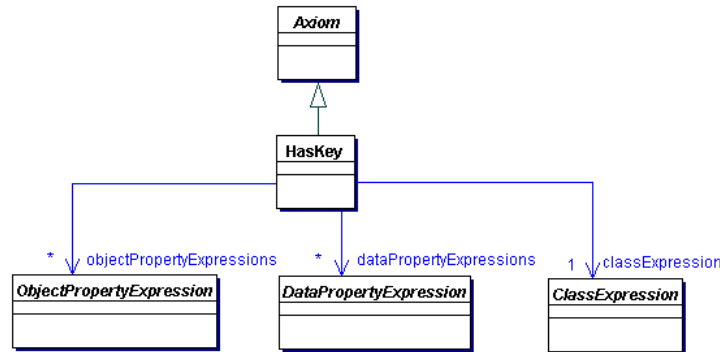 Axiom
HasKey
* objectPropertyExpressions * dataPropertyExpressions 1 classExpression
ObjectPropertyExpression DataPropertyExpression ClassExpression